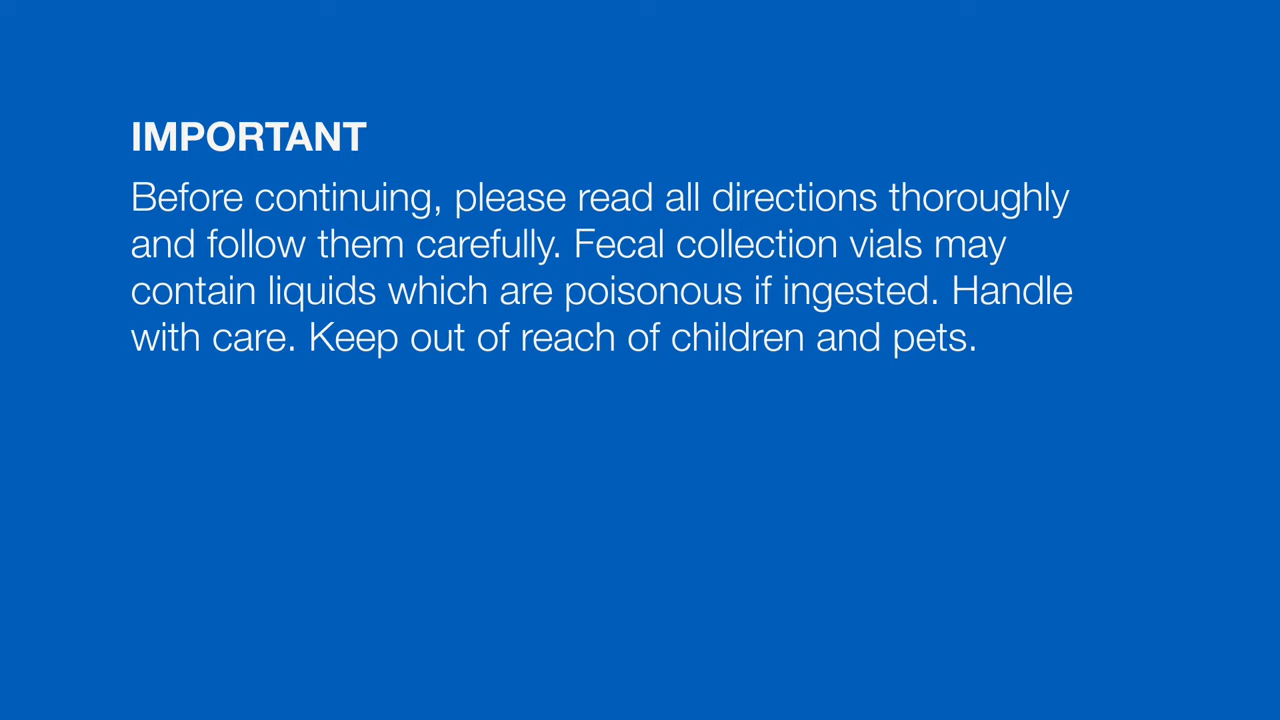 IMPORTANT
Before continuing, please read all directions thoroughly
and follow them carefully. Fecal collection vials may
contain liquids which are poisonous if ingested. Handle
with care. Keep out of reach of children and pets.